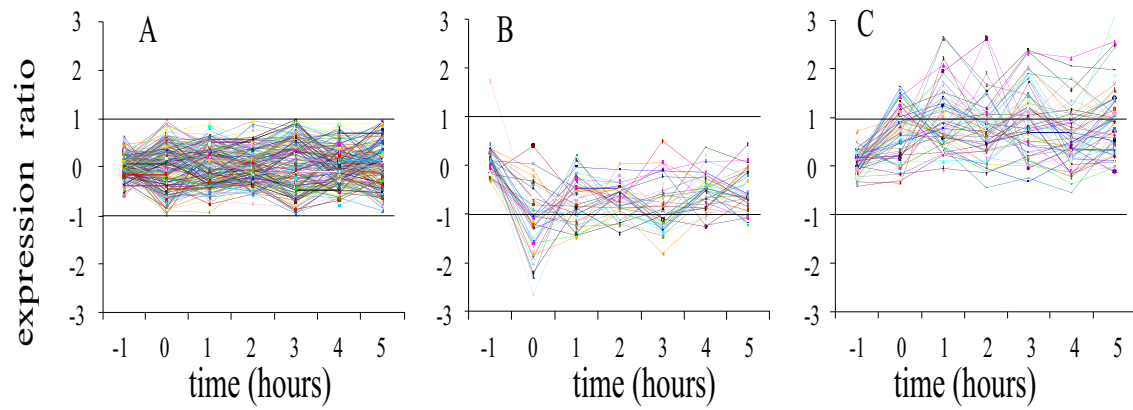 A B C
expression ratio
3 3 3
2 2 2
1 1 1
0 0 0
-1 -1 -1
-2 -2 -2
-3 -3 -3
-1 0 1 2 3 4 5 -1 0 1 2 3 4 5 -1 0 1 2 3 4 5
time (hours) time (hours) time (hours)